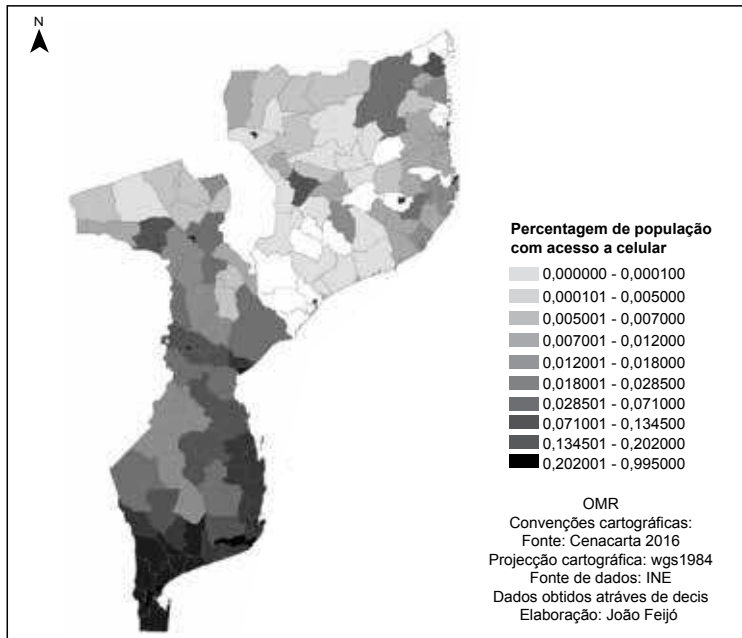 N
Percentagem de população
com acesso a celular
0,000000 - 0,000100
0,000101 - 0,005000
0,005001 - 0,007000
0,007001 - 0,012000
0,012001 - 0,018000
0,018001 - 0,028500
0,028501 - 0,071000
0,071001 - 0,134500
0,134501 - 0,202000
0,202001 - 0,995000
OMR
Convenções cartográficas:
Fonte: Cenacarta 2016
Projecção cartográfica: wgs1984
Fonte de dados: INE
Dados obtidos atráves de decis
Elaboração: João Feijó